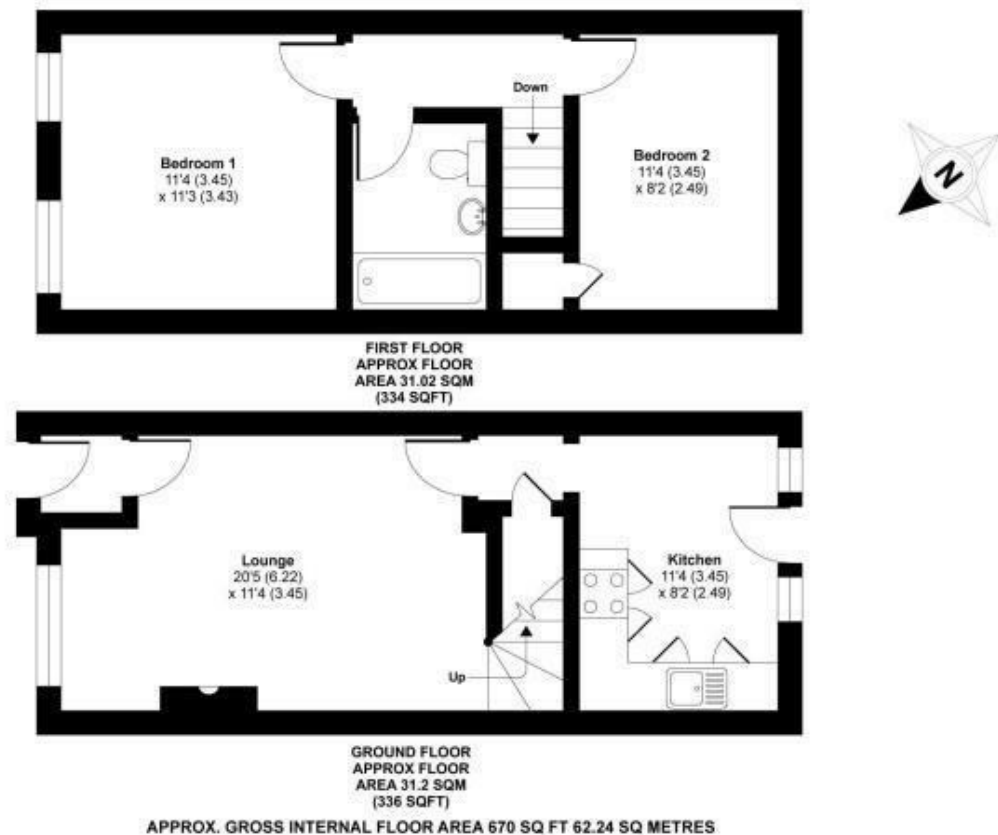 Down
Bedroom 1
11'4 (3.45)
x 11'3 (3.43)
Bedroom 2
11'4 (3.45)
x 8'2 (2.49)
N
FIRST FLOOR
APPROX FLOOR
AREA 31.02 SQM
(334 SQFT)
Lounge
20'5 (6.22)
x 11'4 (3.45)
Kitchen
11'4 (3.45)
x 8'2 (2.49)
Up
GROUND FLOOR
APPROX FLOOR
AREA 31.2 SQM
(336 SQFT)
APPROX. GROSS INTERNAL FLOOR AREA 670 SQ FT 62.24 SQ METRES